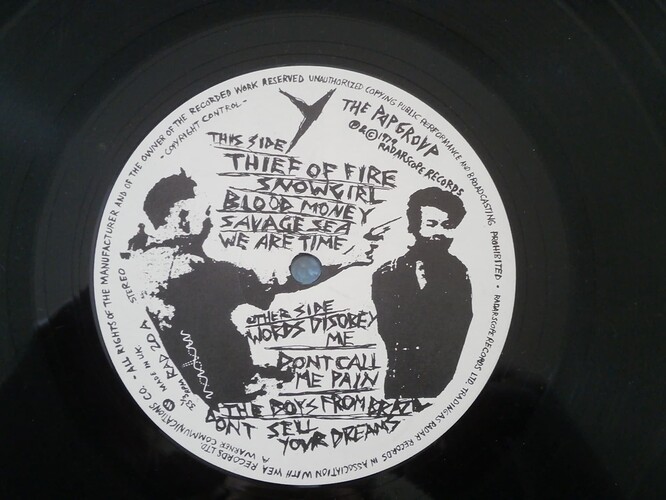 ALL RIGHTS OF THE MANUFACTURER AND OF THE OWNER OF THE RECORDED WORK RESERVED UNAUTHORIZED COPYING PUBLIC PERFORMANCE AND BROADCASTING PROHIBITED • RADARSCOPE RECORDS LTD. TRADING AS RADAR RECORDS IN ASSOCIATION WITH WEA RECORDS LTD.
A WARNER COMMUNICATIONS CO. -
- COPYRIGHT CONTROL -
Y
THE POP GROUP
℗ & © 1979
RADARSCOPE RECORDS
THIS SIDE
THIEF OF FIRE
SNOWGIRL
BLOOD MONEY
SAVAGE SEA
WE ARE TIME
STEREO
RAD 20 A
MADE IN U.K.
33⅓
RPM
OTHER SIDE
WORDS DISOBEY
ME
DONT CALL
ME PAIN
THE BOYS FROM BRAZIL
DONT SELL
YOUR DREAMS